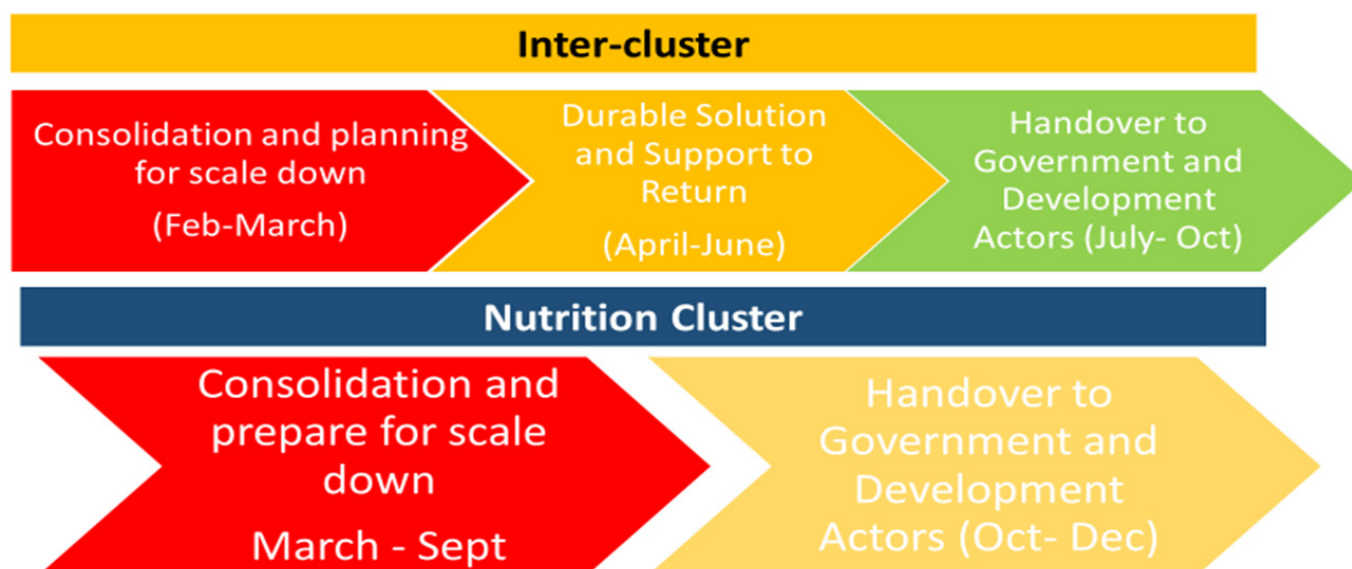 Inter-cluster
Consolidation and planning
for scale down
(Feb-March)
Durable Solution
and Support to
Return
(April-June)
Handover to
Government and
Development
Actors (July- Oct)
Nutrition Cluster
Consolidation and
prepare for scale
down
March - Sept
Handover to
Government and
Development
Actors (Oct- Dec)